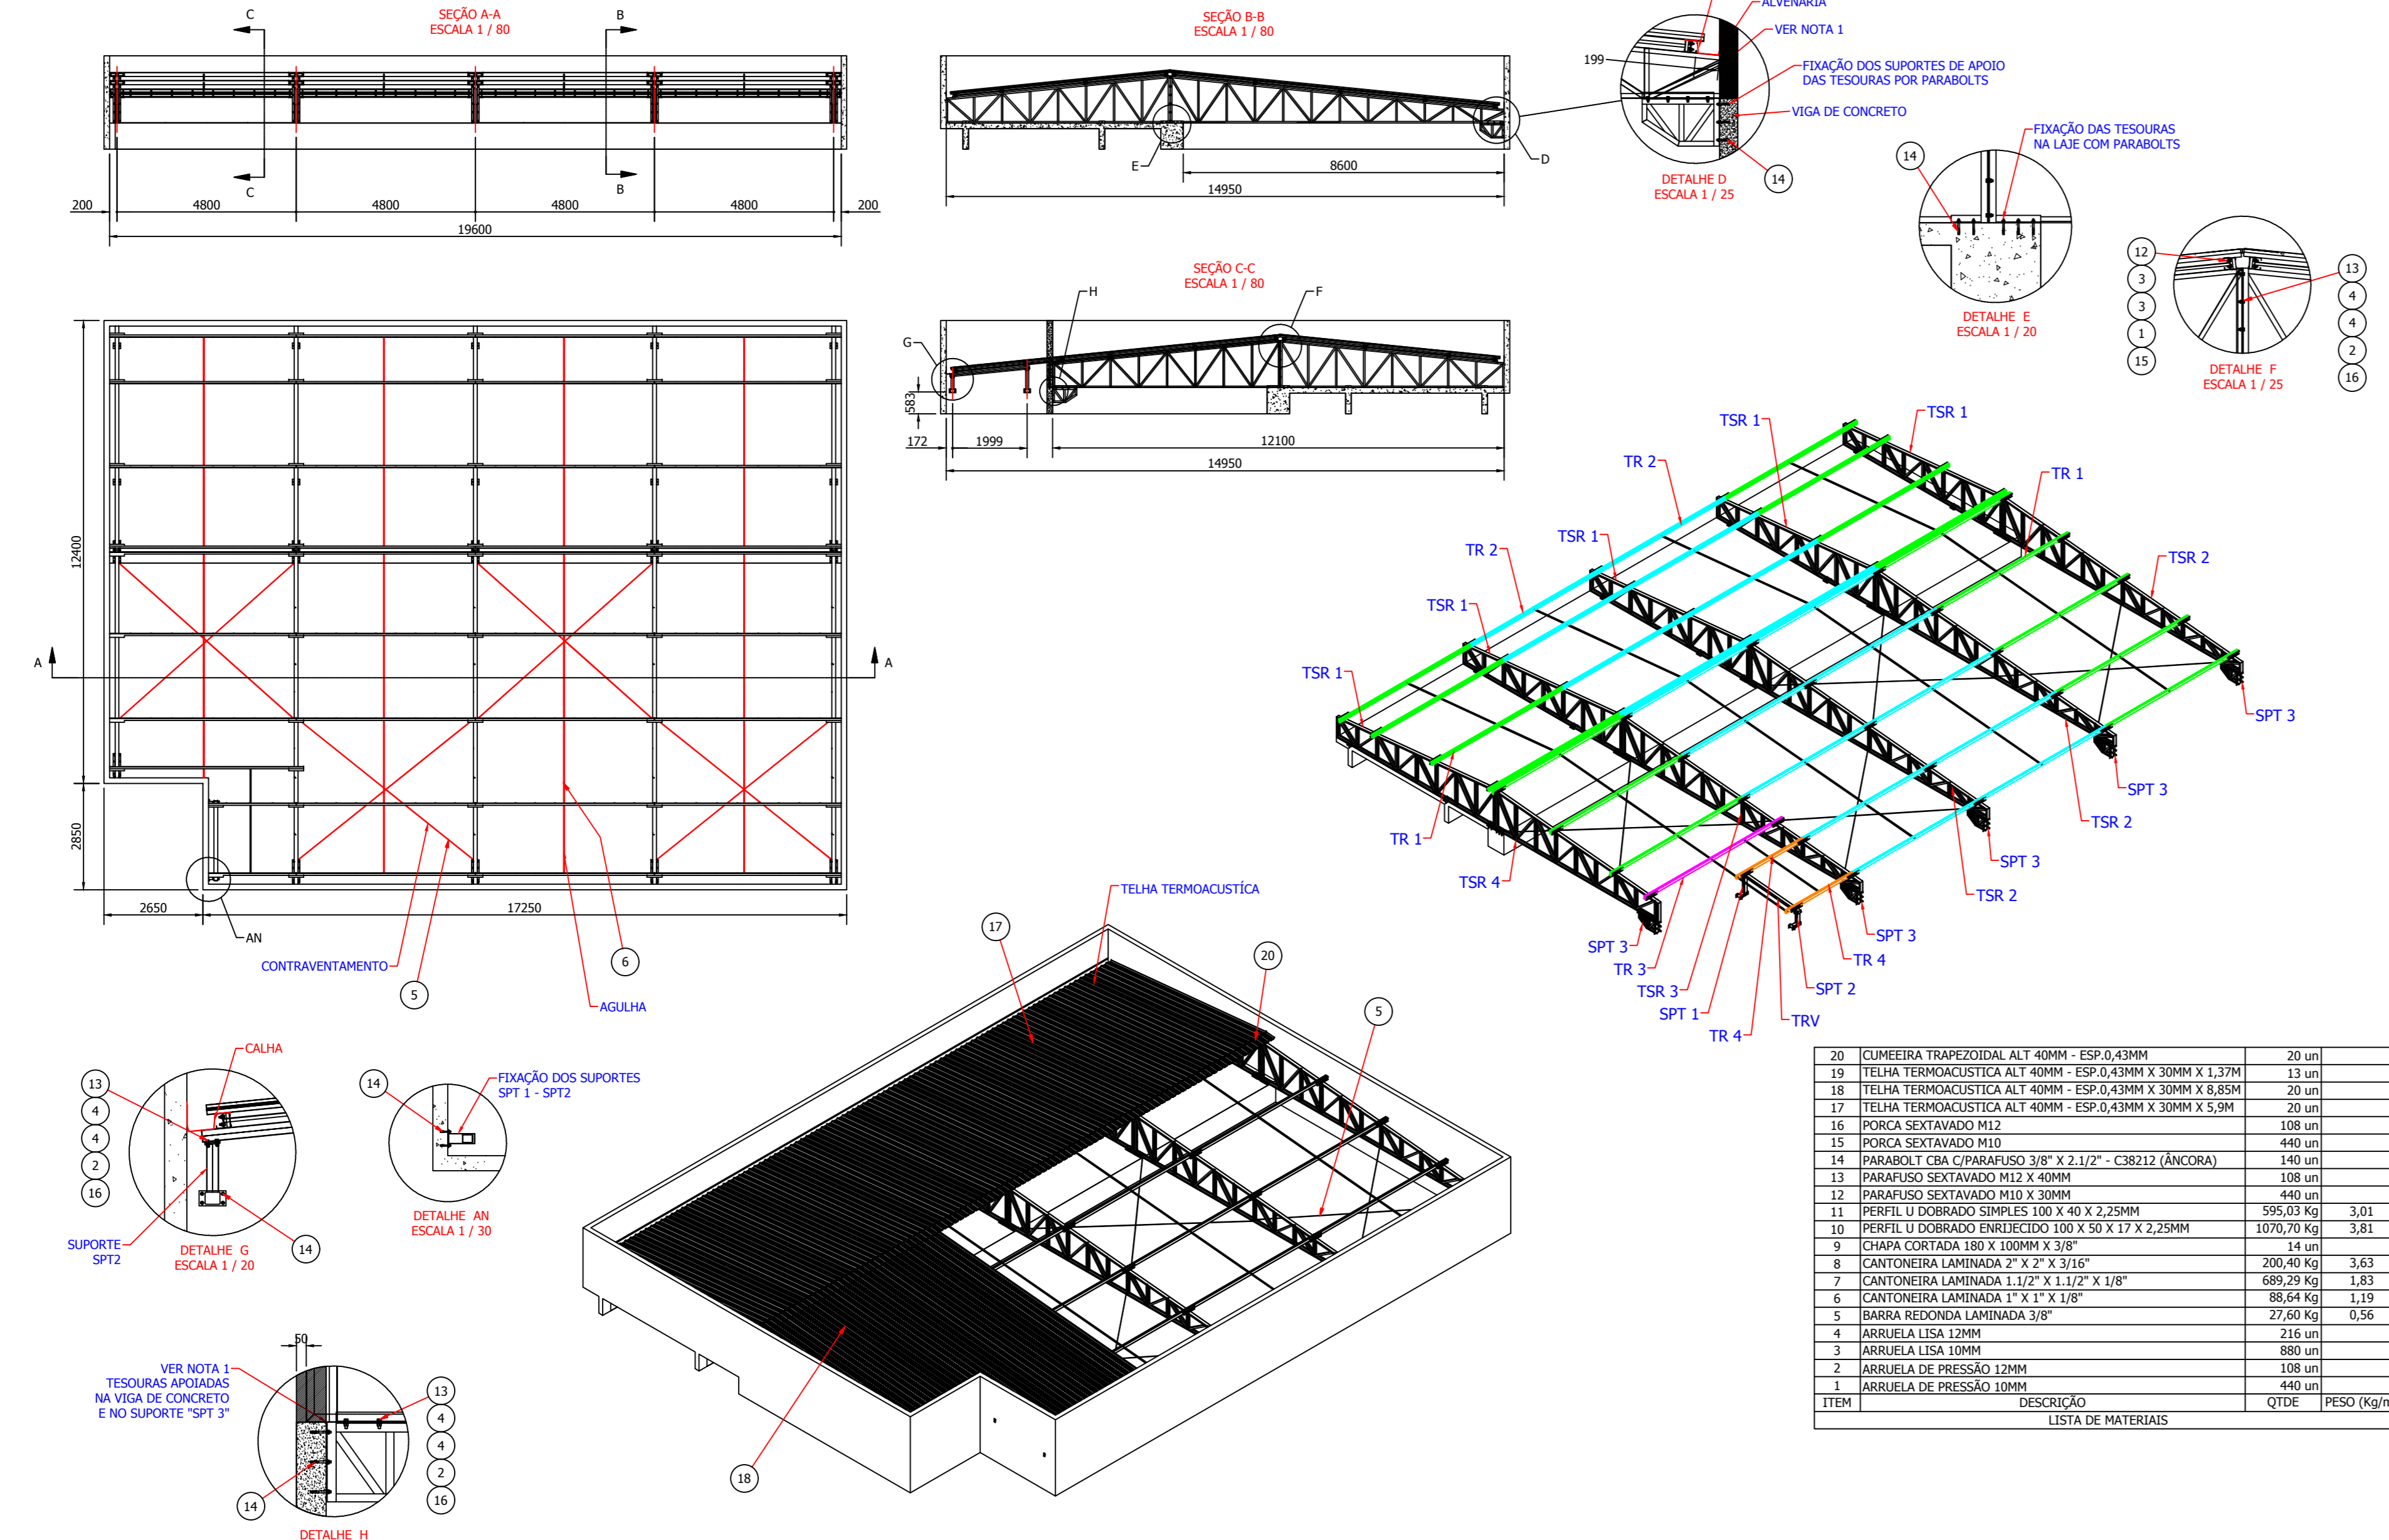 SEÇÃO A-A
ESCALA 1 / 80
C
B
C
B
200
4800
4800
4800
4800
200
19600
SEÇÃO B-B
ESCALA 1 / 80
E
D
8600
14950
ALVENARIA
VER NOTA 1
199
FIXAÇÃO DOS SUPORTES DE APOIO
DAS TESOURAS POR PARABOLTS
VIGA DE CONCRETO
DETALHE D
ESCALA 1 / 25
14
FIXAÇÃO DAS TESOURAS
NA LAJE COM PARABOLTS
14
DETALHE E
ESCALA 1 / 20
12
3
3
1
15
13
4
4
2
16
DETALHE F
ESCALA 1 / 25
SEÇÃO C-C
ESCALA 1 / 80
H
F
G
583
172
1999
12100
14950
12400
2850
A
A
2650
17250
AN
CONTRAVENTAMENTO
5
6
AGULHA
TSR 1
TSR 1
TR 2
TR 1
TSR 1
TR 2
TSR 2
TSR 1
TSR 1
SPT 3
SPT 3
TSR 2
TR 1
SPT 3
TSR 4
TSR 2
SPT 3
SPT 3
TR 3
TR 4
TSR 3
SPT 2
SPT 1
TRV
TR 4
TELHA TERMOACUSTÍCA
17
20
5
18
CALHA
13
4
4
2
16
SUPORTE
SPT2
DETALHE G
ESCALA 1 / 20
14
14
FIXAÇÃO DOS SUPORTES
SPT 1 - SPT2
DETALHE AN
ESCALA 1 / 30
50
VER NOTA 1
TESOURAS APOIADAS
NA VIGA DE CONCRETO
E NO SUPORTE "SPT 3"
13
4
4
2
16
14
DETALHE H
20 CUMEEIRA TRAPEZOIDAL ALT 40MM - ESP.0,43MM 20 un
19 TELHA TERMOACUSTICA ALT 40MM - ESP.0,43MM X 30MM X 1,37M 13 un
18 TELHA TERMOACUSTICA ALT 40MM - ESP.0,43MM X 30MM X 8,85M 20 un
17 TELHA TERMOACUSTICA ALT 40MM - ESP.0,43MM X 30MM X 5,9M 20 un
16 PORCA SEXTAVADO M12 108 un
15 PORCA SEXTAVADO M10 440 un
14 PARABOLT CBA C/PARAFUSO 3/8" X 2.1/2" - C38212 (ÂNCORA) 140 un
13 PARAFUSO SEXTAVADO M12 X 40MM 108 un
12 PARAFUSO SEXTAVADO M10 X 30MM 440 un
11 PERFIL U DOBRADO SIMPLES 100 X 40 X 2,25MM 595,03 Kg 3,01
10 PERFIL U DOBRADO ENRIJECIDO 100 X 50 X 17 X 2,25MM 1070,70 Kg 3,81
9 CHAPA CORTADA 180 X 100MM X 3/8" 14 un
8 CANTONEIRA LAMINADA 2" X 2" X 3/16" 200,40 Kg 3,63
7 CANTONEIRA LAMINADA 1.1/2" X 1.1/2" X 1/8" 689,29 Kg 1,83
6 CANTONEIRA LAMINADA 1" X 1" X 1/8" 88,64 Kg 1,19
5 BARRA REDONDA LAMINADA 3/8" 27,60 Kg 0,56
4 ARRUELA LISA 12MM 216 un
3 ARRUELA LISA 10MM 880 un
2 ARRUELA DE PRESSÃO 12MM 108 un
1 ARRUELA DE PRESSÃO 10MM 440 un
ITEM DESCRIÇÃO QTDE PESO (Kg/m
LISTA DE MATERIAIS